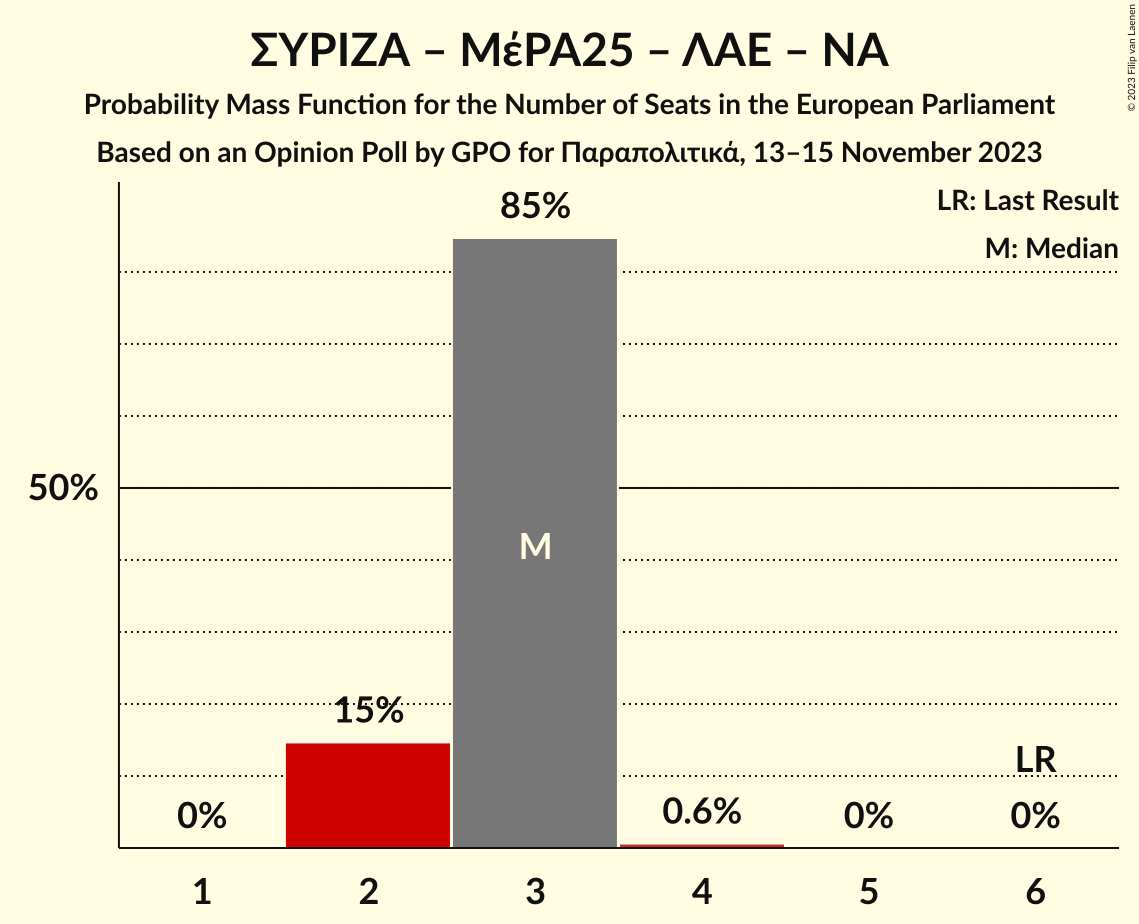 ΣΥΡΙΖΑ – ΜέΡΑ25 – ΛΑΕ – ΝΑ
Probability Mass Function for the Number of Seats in the European Parliament
Based on an Opinion Poll by GPO for Παραπολιτικά, 13–15 November 2023
© 2023 Filip van Laenen
LR: Last Result
M: Median
85%
50%
M
15%
LR
0%
0.6%
0%
0%
1 2 3 4 5 6